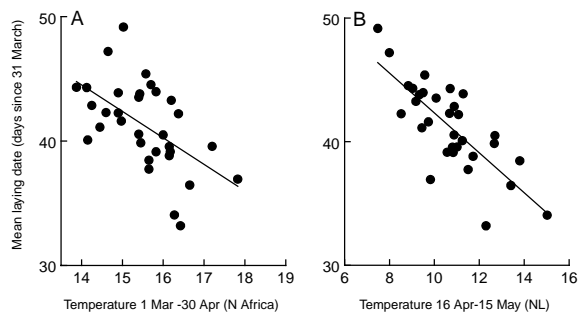 A
B
Mean laying date (days since 31 March)
50
40
30
14 15 16 17 18 19
Temperature 1 Mar -30 Apr (N Africa)
50
40
30
6 8 10 12 14 16
Temperature 16 Apr-15 May (NL)